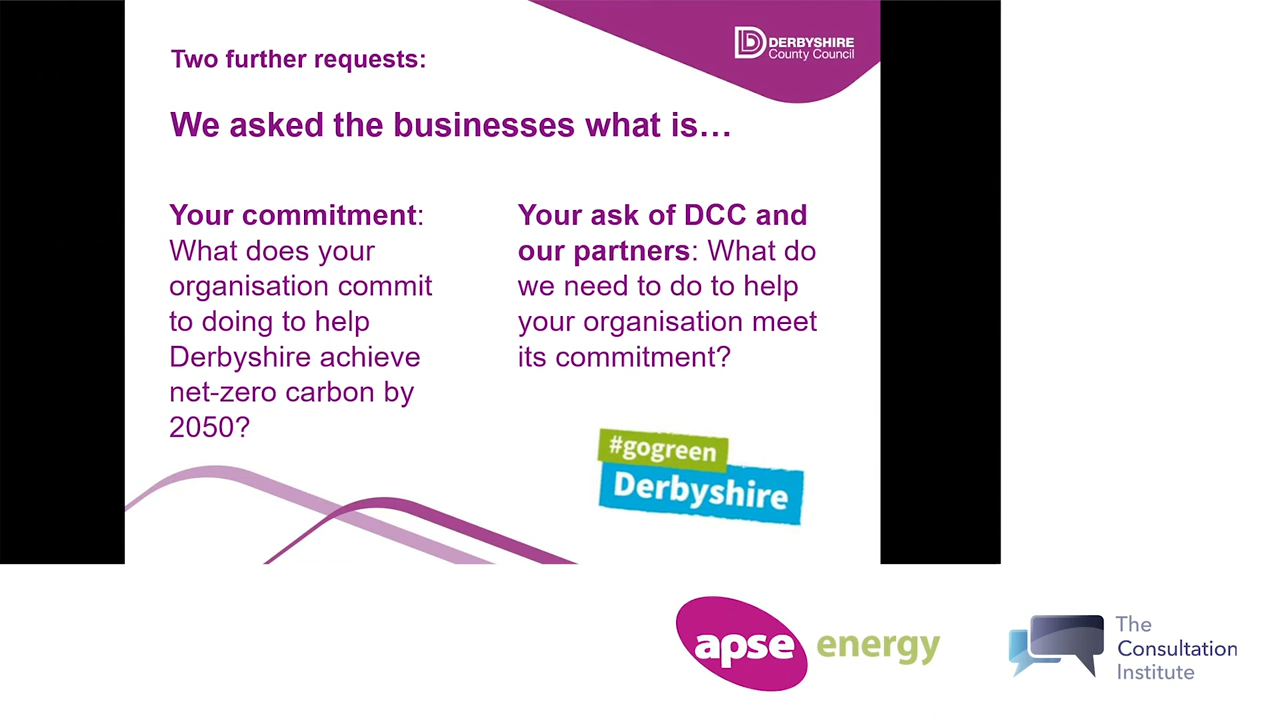 DERBYSHIRE
County Council
Two further requests:
We asked the businesses what is…
Your commitment:
What does your
organisation commit
to doing to help
Derbyshire achieve
net-zero carbon by
2050?
Your ask of DCC and
our partners: What do
we need to do to help
your organisation meet
its commitment?
#gogreen
Derbyshire
apse energy
The
Consultation
Institute